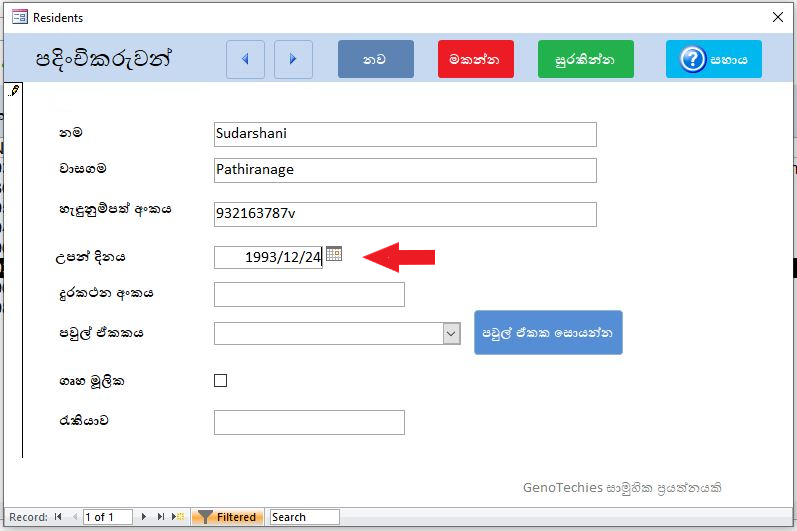 Residents
පදිංචිකරුවන්
නව
මකන්න
සුරකින්න
සහාය
නම
Sudarshani
වාසගම
Pathiranage
හැඳුනුම්පත් අංකය
932163787v
උපන් දිනය
1993/12/24
දුරකථන අංකය
පවුල් ඒකකය
පවුල් ඒකක සොයන්න
ගෘහ මූලික
රැකියාව
GenoTechies සාමුහික ප්‍රයත්නයකි
Record: 1 of 1 Filtered Search